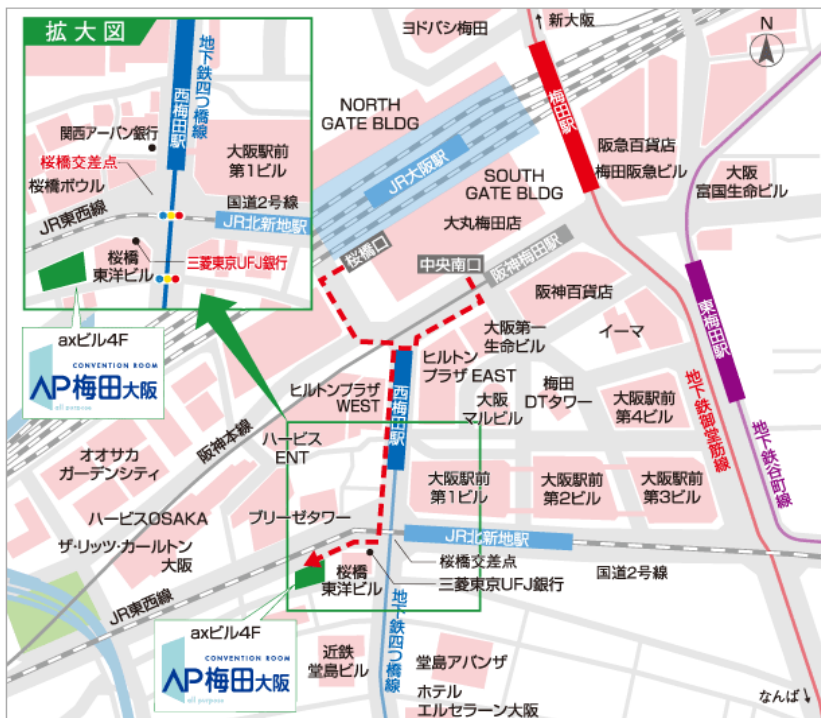 拡大図
地下鉄四つ橋線
西梅田駅
関西アーバン銀行
桜橋交差点
桜橋ボウル
大阪駅前
第1ビル
国道2号線
JR東西線
JR北新地駅
桜橋
東洋ビル
三菱東京UFJ銀行
axビル4F
CONVENTION ROOM
AP梅田大阪
all purpose
ヨドバシ梅田
新大阪
N
NORTH
GATE BLDG
梅田駅
JR大阪駅
阪急百貨店
梅田阪急ビル
SOUTH
GATE BLDG
大阪
富国生命ビル
大丸梅田店
桜橋口
中央南口
阪神梅田駅
阪神百貨店
東梅田駅
大阪第一
生命ビル
イーマ
ヒルトン
プラザ EAST
ヒルトンプラザ
WEST
西梅田駅
大阪
マルビル
梅田
DTタワー
大阪駅前
第4ビル
地下鉄御堂筋線
地下鉄谷町線
阪神本線
ハービス
ENT
オオサカ
ガーデンシティ
大阪駅前
第1ビル
大阪駅前
第2ビル
大阪駅前
第3ビル
ハービスOSAKA
ブリーゼタワー
ザ・リッツ・カールトン
大阪
JR北新地駅
桜橋交差点
三菱東京UFJ銀行
国道2号線
桜橋
東洋ビル
JR東西線
地下鉄四つ橋線
axビル4F
CONVENTION ROOM
AP梅田大阪
all purpose
近鉄
堂島ビル
堂島アバンザ
ホテル
エルセラーン大阪
なんば